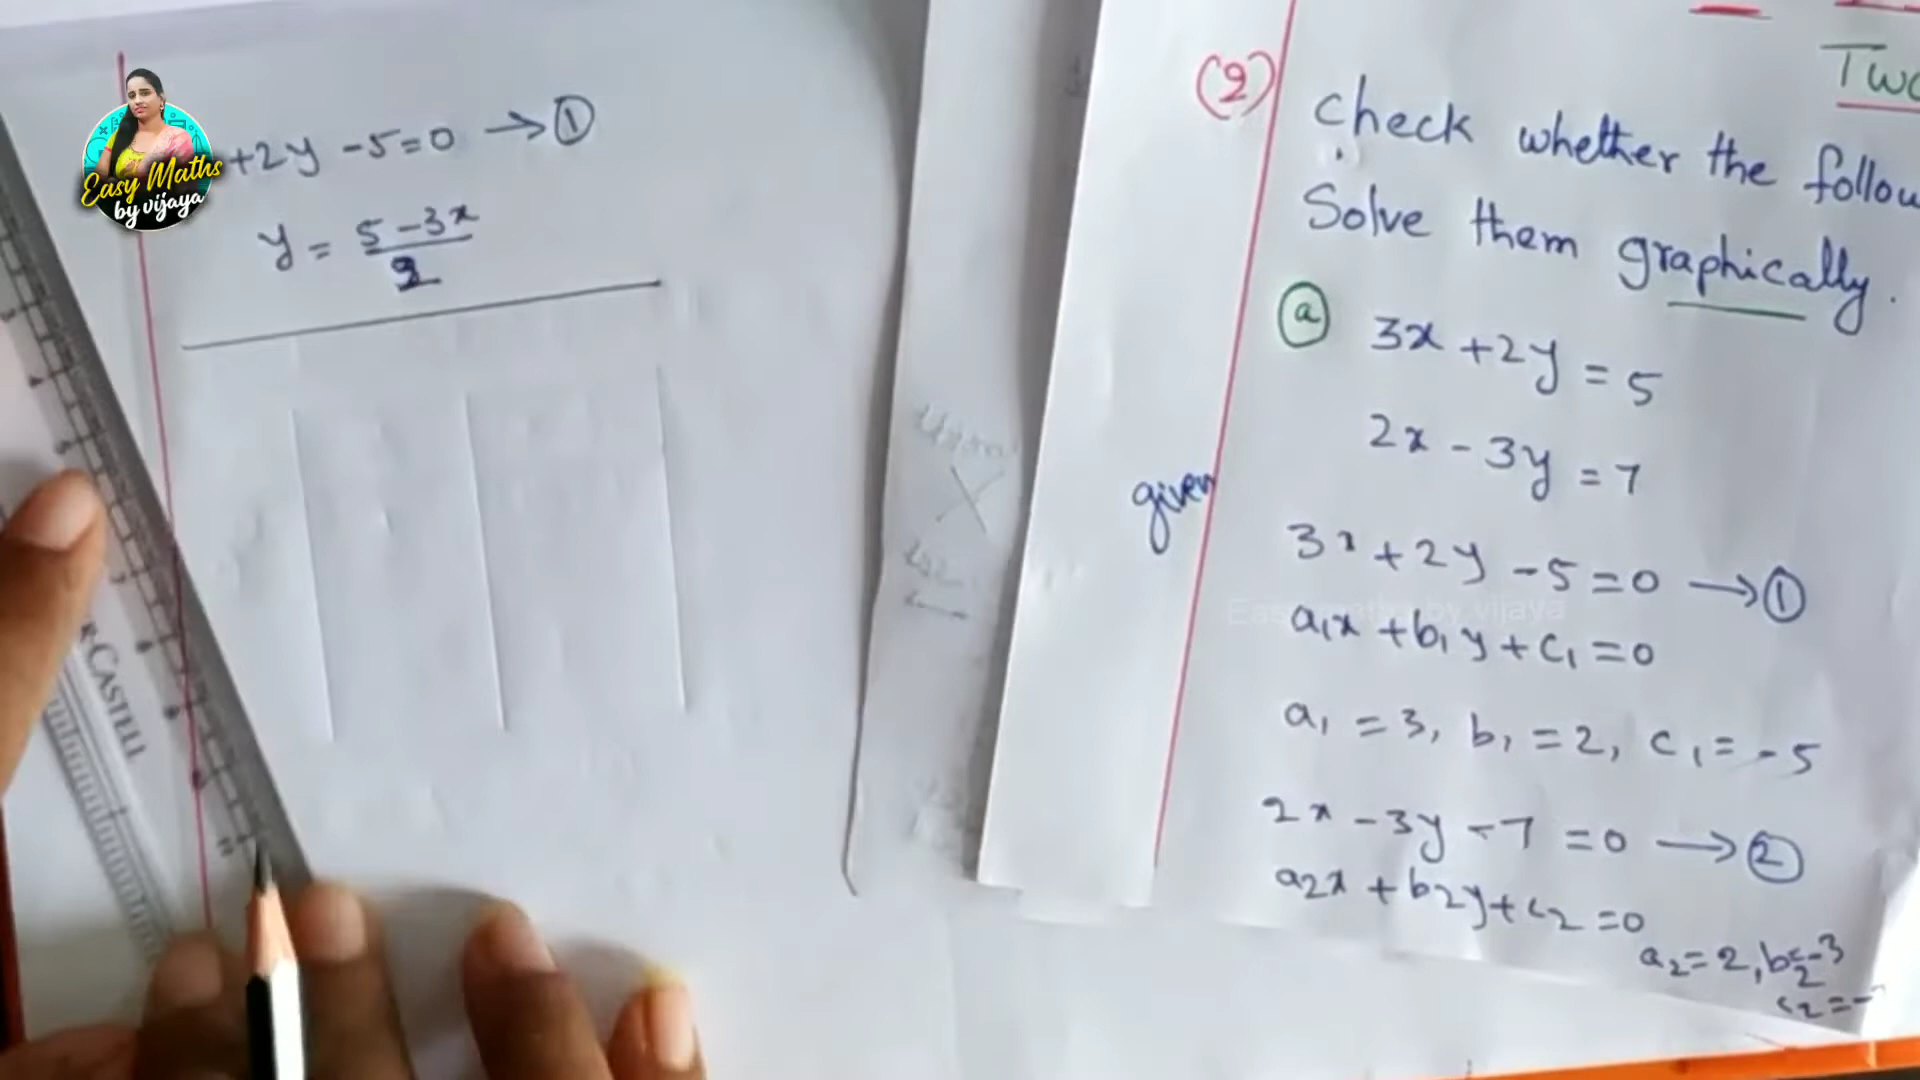 Easy Maths
by vijaya
+2y -5=0 →①
y = 5-3x
2
CASTELL
(2)
Check whether the follow
Solve them graphically.
ⓐ 3x +2y = 5
2x - 3y = 7
given
3x +2y -5=0 →①
a₁x +b₁y +c₁ =0
a₁ = 3, b₁ = 2, c₁ = -5
2x -3y -7 =0 →②
a₂x + b₂y+c₂ =0
a₂ = 2, b₂=-3
c₂ = -